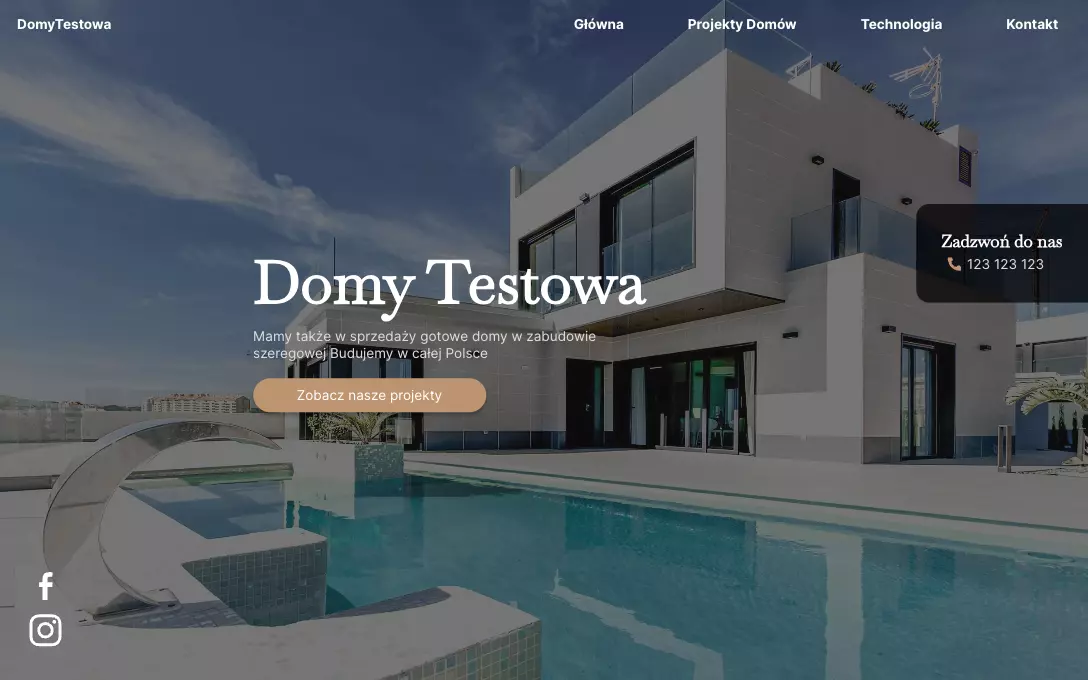 DomyTestowa
Główna
Projekty Domów
Technologia
Kontakt
Zadzwoń do nas
123 123 123
Domy Testowa
Mamy także w sprzedaży gotowe domy w zabudowie
szeregowej Budujemy w całej Polsce
Zobacz nasze projekty